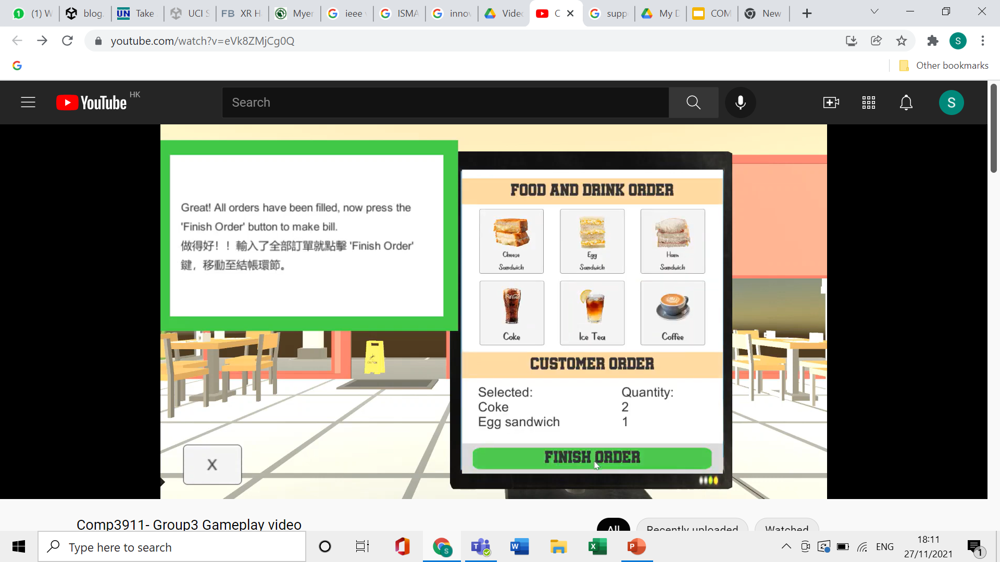 (1) W
blog.
Take
UCI S
XR H
Myer
ieee
ISMA
innov
Video
C
supp
My D
COM
New
youtube.com/watch?v=eVk8ZMjCg0Q
S
Other bookmarks
YouTube HK
Search
S
Great! All orders have been filled, now press the
'Finish Order' button to make bill.
做得好！！輸入了全部訂單就點擊 'Finish Order'
鍵，移動至結帳環節。
X
CAUTION
FOOD AND DRINK ORDER
Cheese Sandwich
Egg Sandwich
Ham Sandwich
Coke
Ice Tea
Coffee
CUSTOMER ORDER
Selected: Quantity:
Coke 2
Egg sandwich 1
FINISH ORDER
Comp3911- Group3 Gameplay video
All
Recently uploaded
Watched
Type here to search
ENG
18:11
27/11/2021
1